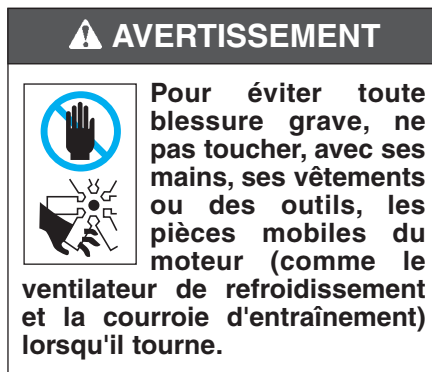 AVERTISSEMENT
Pour éviter toute
blessure grave, ne
pas toucher, avec ses
mains, ses vêtements
ou des outils, les
pièces mobiles du
moteur (comme le
ventilateur de refroidissement
et la courroie d'entraînement)
lorsqu'il tourne.